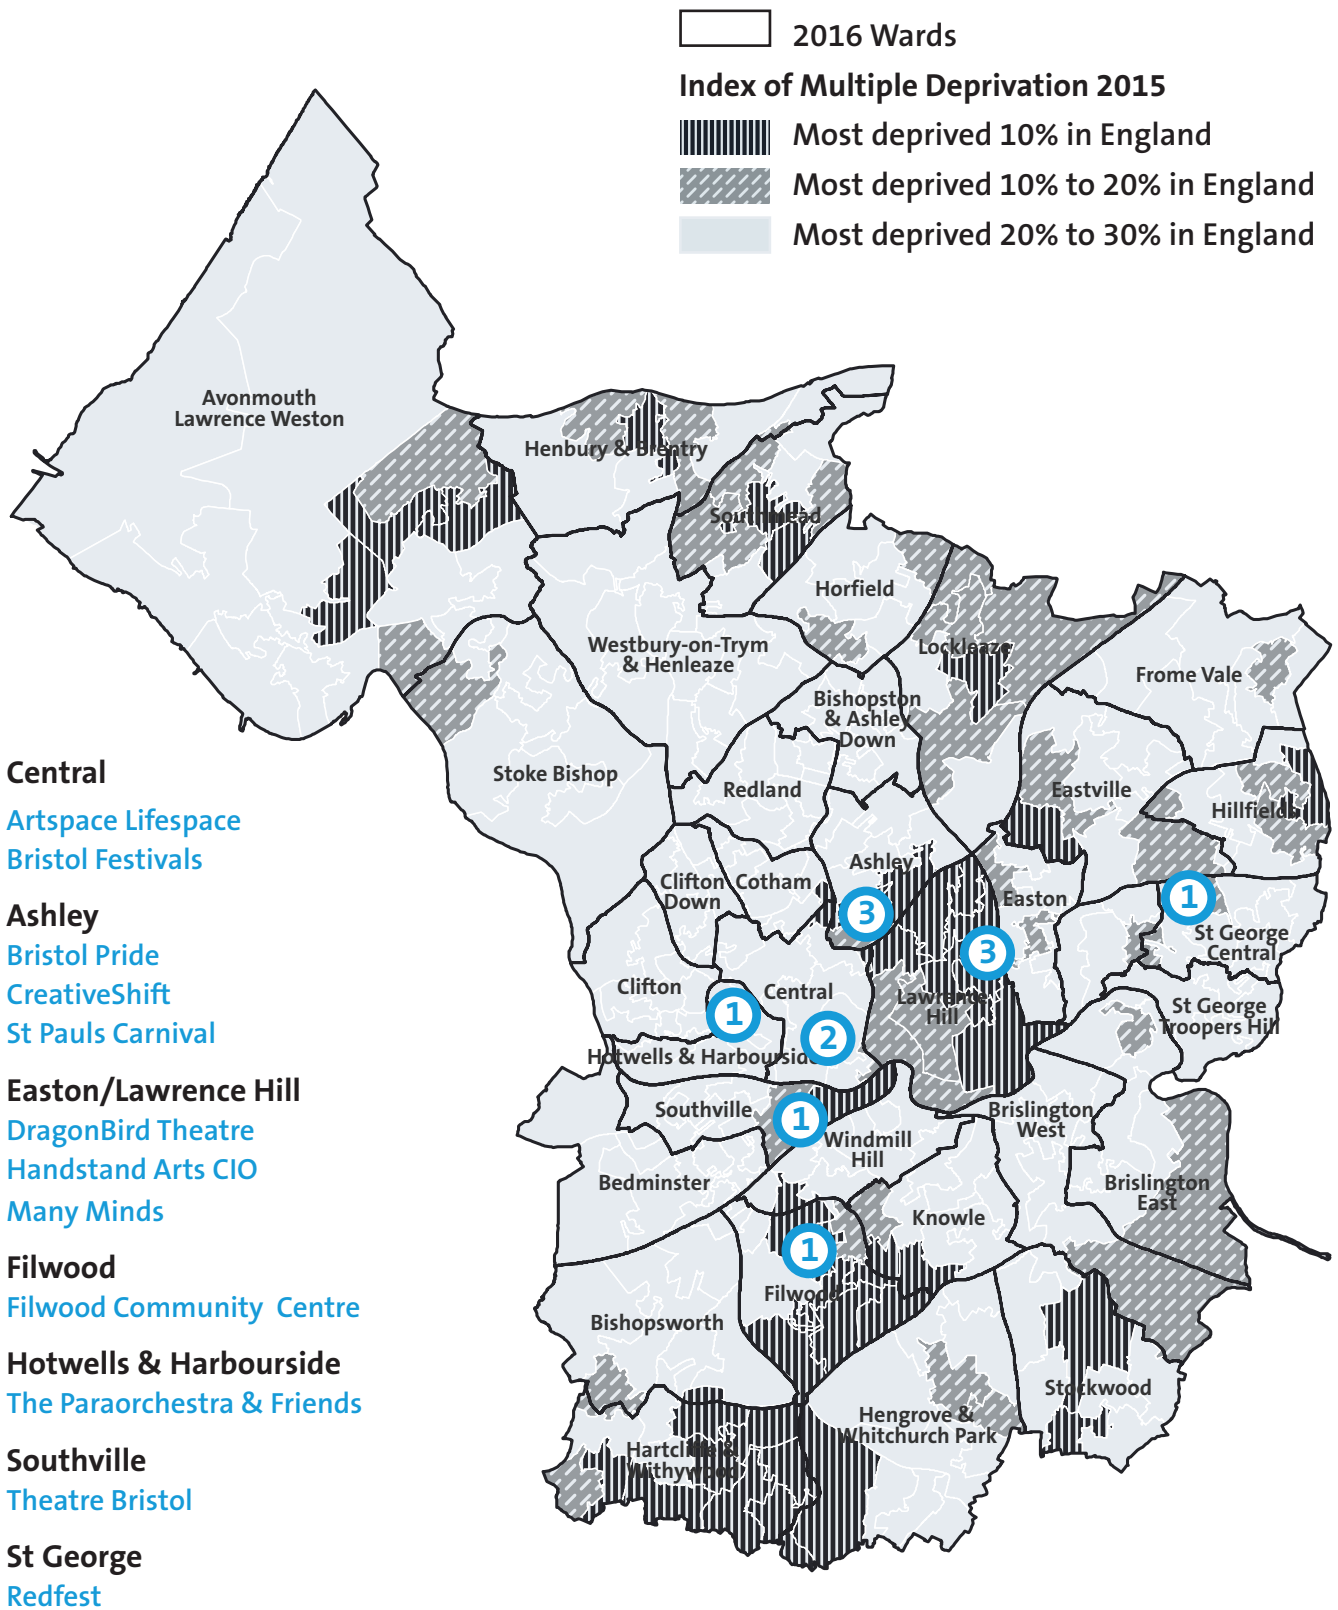 2016 Wards
Index of Multiple Deprivation 2015
Most deprived 10% in England
Most deprived 10% to 20% in England
Most deprived 20% to 30% in England
Avonmouth
Lawrence Weston
Henbury & Brentry
Southmead
Horfield
Lockleaze
Westbury-on-Trym
& Henleaze
Frome Vale
Bishopston
& Ashley
Down
Stoke Bishop
Redland
Eastville
Hillfields
Ashley
Clifton
Down
Cotham
Easton
3
1
St George
Central
3
Clifton
Central
Lawrence
Hill
St George
Troopers Hill
1
2
Hotwells & Harbourside
Southville
1
Windmill
Hill
Brislington
West
Bedminster
Brislington
East
Knowle
1
Filwood
Bishopsworth
Stockwood
Hengrove &
Whitchurch Park
Hartcliffe &
Withywood
Central
Artspace Lifespace
Bristol Festivals
Ashley
Bristol Pride
CreativeShift
St Pauls Carnival
Easton/Lawrence Hill
DragonBird Theatre
Handstand Arts CIO
Many Minds
Filwood
Filwood Community Centre
Hotwells & Harbourside
The Paraorchestra & Friends
Southville
Theatre Bristol
St George
Redfest